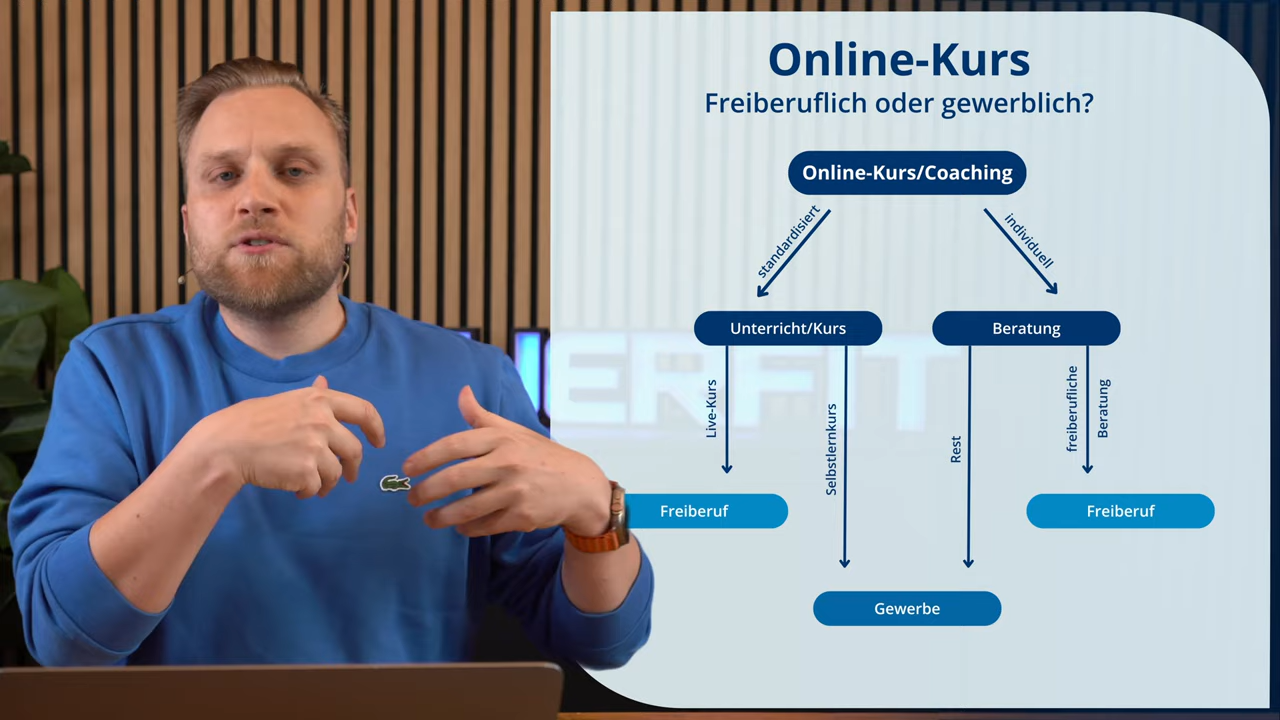 Online-Kurs
Freiberuflich oder gewerblich?
Online-Kurs/Coaching
standardisiert
individuell
Unterricht/Kurs
Beratung
Live-Kurs
Selbstlernkurs
Rest
freiberufliche
Beratung
Freiberuf
Freiberuf
Gewerbe
ERFIT